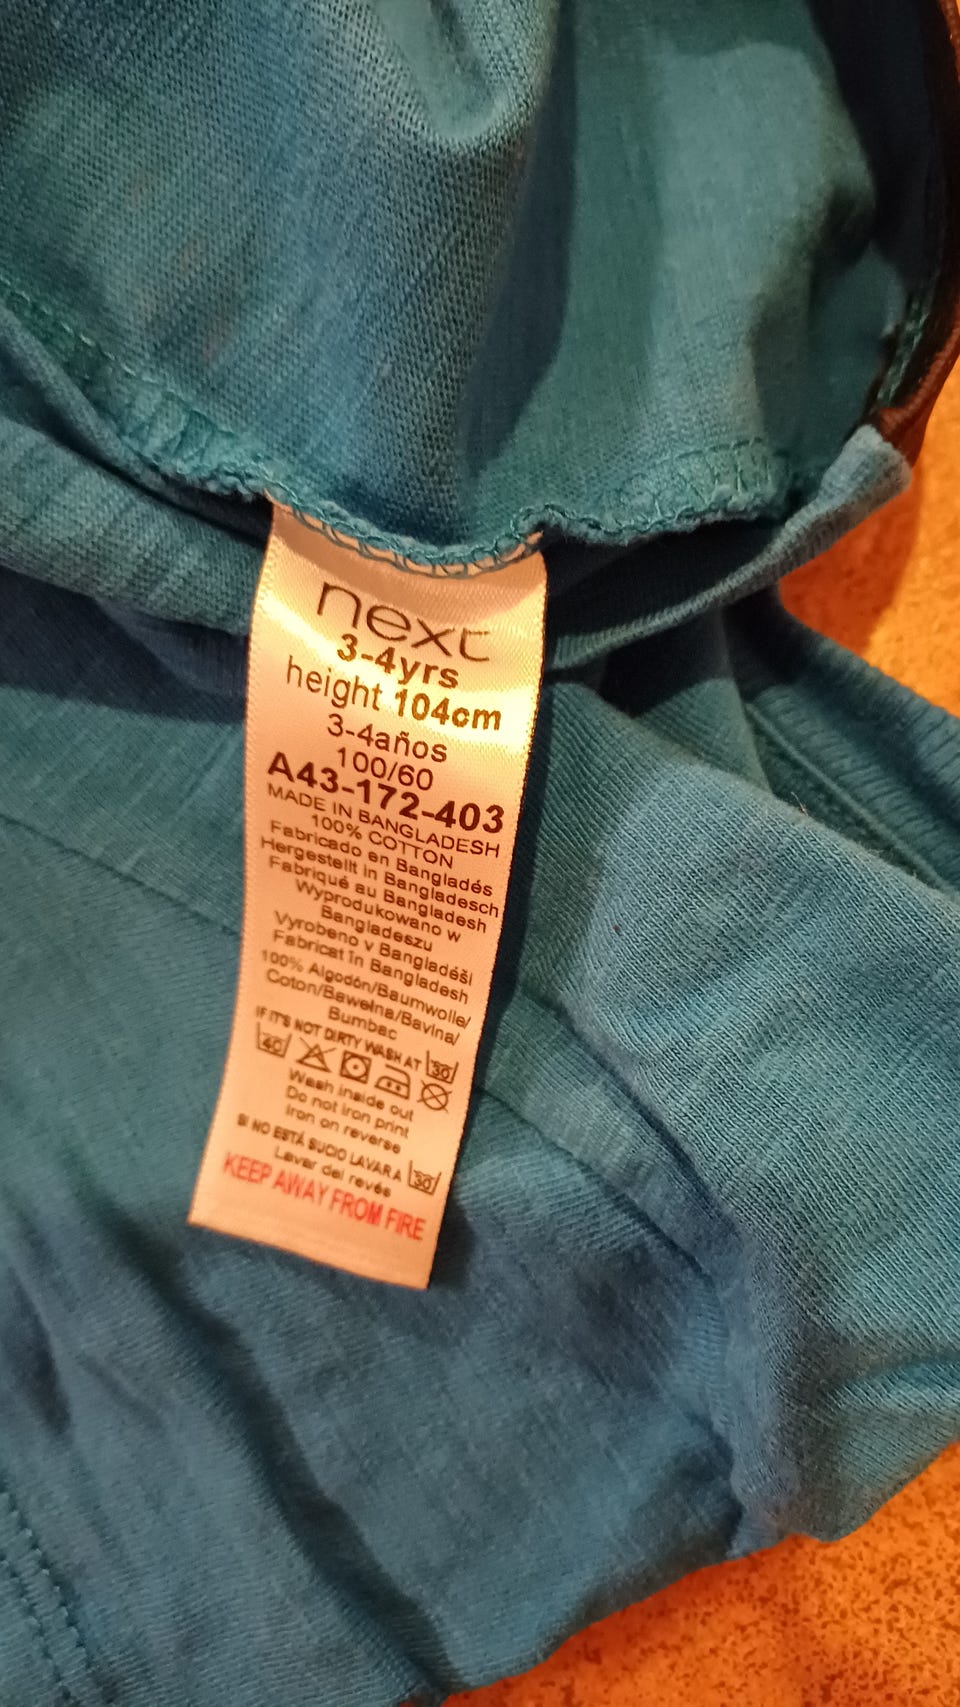 next
3-4yrs
height 104cm
3-4años
100/60
A43-172-403
MADE IN BANGLADESH
100% COTTON
Fabricado en Bangladés
Hergestellt in Bangladesch
Fabriqué au Bangladesh
Wyprodukowano w
Bangladeszu
Vyrobeno v Bangladéši
Fabricat în Bangladesh
100% Algodón/Baumwolle/
Coton/Bawełna/Bavlna/
Bumbac
IF IT'S NOT DIRTY WASH AT 30
40
Wash inside out
Do not iron print
Iron on reverse
SI NO ESTÁ SUCIO LAVAR A 30
Lavar del revés
KEEP AWAY FROM FIRE